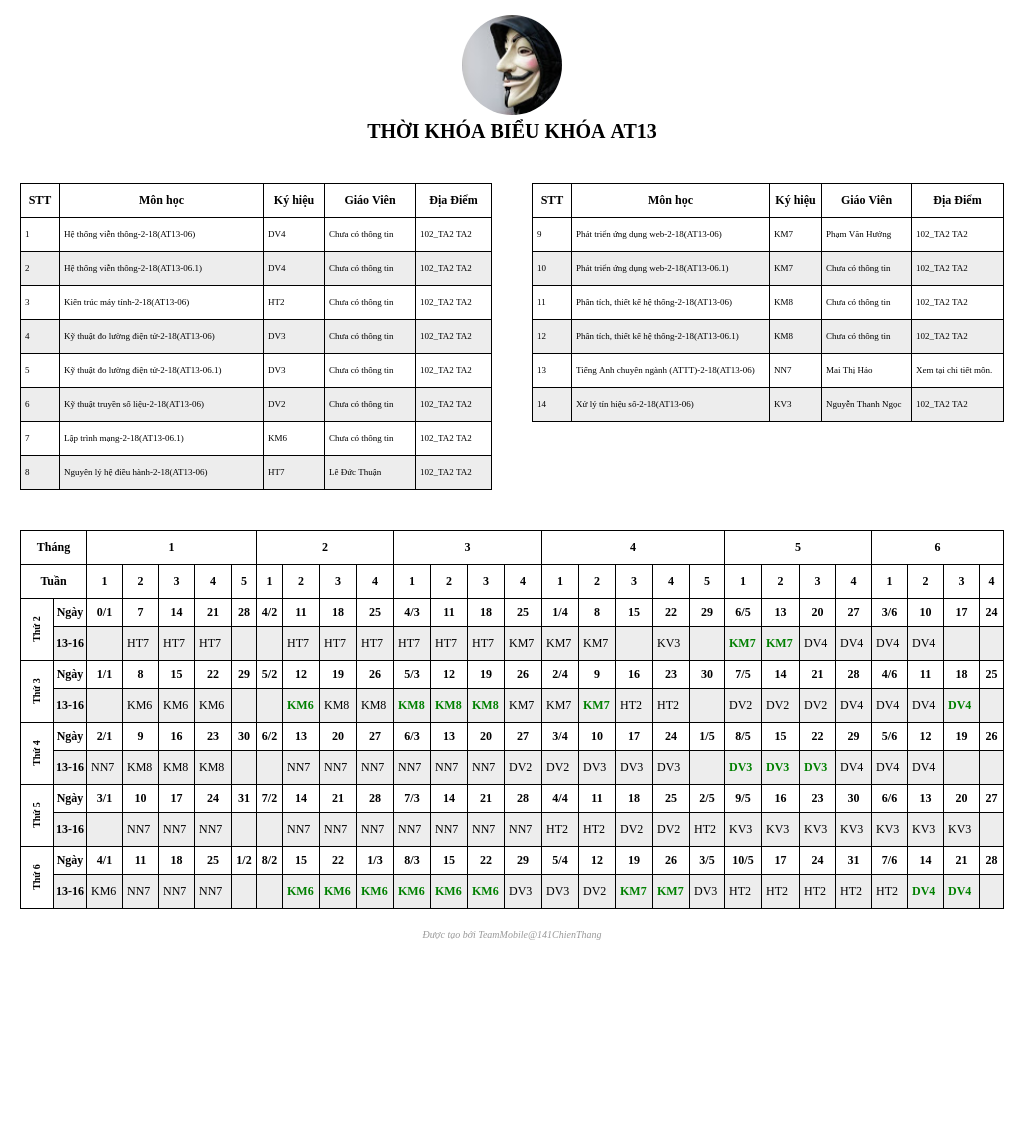 THỜI KHÓA BIỂU KHÓA AT13
STT Môn học Ký hiệu Giáo Viên Địa Điểm
1 Hệ thống viễn thông-2-18(AT13-06) DV4 Chưa có thông tin 102_TA2 TA2
2 Hệ thống viễn thông-2-18(AT13-06.1) DV4 Chưa có thông tin 102_TA2 TA2
3 Kiến trúc máy tính-2-18(AT13-06) HT2 Chưa có thông tin 102_TA2 TA2
4 Kỹ thuật đo lường điện tử-2-18(AT13-06) DV3 Chưa có thông tin 102_TA2 TA2
5 Kỹ thuật đo lường điện tử-2-18(AT13-06.1) DV3 Chưa có thông tin 102_TA2 TA2
6 Kỹ thuật truyền số liệu-2-18(AT13-06) DV2 Chưa có thông tin 102_TA2 TA2
7 Lập trình mạng-2-18(AT13-06.1) KM6 Chưa có thông tin 102_TA2 TA2
8 Nguyên lý hệ điều hành-2-18(AT13-06) HT7 Lê Đức Thuận 102_TA2 TA2
STT Môn học Ký hiệu Giáo Viên Địa Điểm
9 Phát triển ứng dụng web-2-18(AT13-06) KM7 Phạm Văn Hưởng 102_TA2 TA2
10 Phát triển ứng dụng web-2-18(AT13-06.1) KM7 Chưa có thông tin 102_TA2 TA2
11 Phân tích, thiết kế hệ thống-2-18(AT13-06) KM8 Chưa có thông tin 102_TA2 TA2
12 Phân tích, thiết kế hệ thống-2-18(AT13-06.1) KM8 Chưa có thông tin 102_TA2 TA2
13 Tiếng Anh chuyên ngành (ATTT)-2-18(AT13-06) NN7 Mai Thị Hảo Xem tại chi tiết môn.
14 Xử lý tín hiệu số-2-18(AT13-06) KV3 Nguyễn Thanh Ngọc 102_TA2 TA2
Tháng 1 2 3 4 5 6
Tuần 1 2 3 4 5 1 2 3 4 1 2 3 4 1 2 3 4 5 1 2 3 4 1 2 3 4
Thứ 2
Ngày 0/1 7 14 21 28 4/2 11 18 25 4/3 11 18 25 1/4 8 15 22 29 6/5 13 20 27 3/6 10 17 24
13-16 HT7 HT7 HT7 HT7 HT7 HT7 HT7 HT7 HT7 KM7 KM7 KM7 KV3 KM7 KM7 DV4 DV4 DV4 DV4
Thứ 3
Ngày 1/1 8 15 22 29 5/2 12 19 26 5/3 12 19 26 2/4 9 16 23 30 7/5 14 21 28 4/6 11 18 25
13-16 KM6 KM6 KM6 KM6 KM8 KM8 KM8 KM8 KM8 KM7 KM7 KM7 HT2 HT2 DV2 DV2 DV2 DV4 DV4 DV4 DV4
Thứ 4
Ngày 2/1 9 16 23 30 6/2 13 20 27 6/3 13 20 27 3/4 10 17 24 1/5 8/5 15 22 29 5/6 12 19 26
13-16 NN7 KM8 KM8 KM8 NN7 NN7 NN7 NN7 NN7 NN7 DV2 DV2 DV3 DV3 DV3 DV3 DV3 DV3 DV4 DV4 DV4
Thứ 5
Ngày 3/1 10 17 24 31 7/2 14 21 28 7/3 14 21 28 4/4 11 18 25 2/5 9/5 16 23 30 6/6 13 20 27
13-16 NN7 NN7 NN7 NN7 NN7 NN7 NN7 NN7 NN7 NN7 HT2 HT2 DV2 DV2 HT2 KV3 KV3 KV3 KV3 KV3 KV3 KV3
Thứ 6
Ngày 4/1 11 18 25 1/2 8/2 15 22 1/3 8/3 15 22 29 5/4 12 19 26 3/5 10/5 17 24 31 7/6 14 21 28
13-16 KM6 NN7 NN7 NN7 KM6 KM6 KM6 KM6 KM6 KM6 DV3 DV3 DV2 KM7 KM7 DV3 HT2 HT2 HT2 HT2 HT2 DV4 DV4
Được tạo bởi TeamMobile@141ChienThang